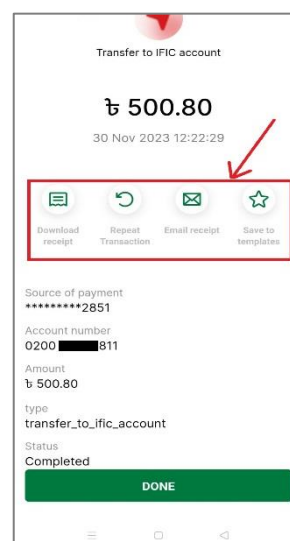 Transfer to IFIC account
৳ 500.80
30 Nov 2023 12:22:29
Download receipt
Repeat Transaction
Email receipt
Save to templates
Source of payment
*********2851
Account number
0200 811
Amount
৳ 500.80
type
transfer_to_ific_account
Status
Completed
DONE